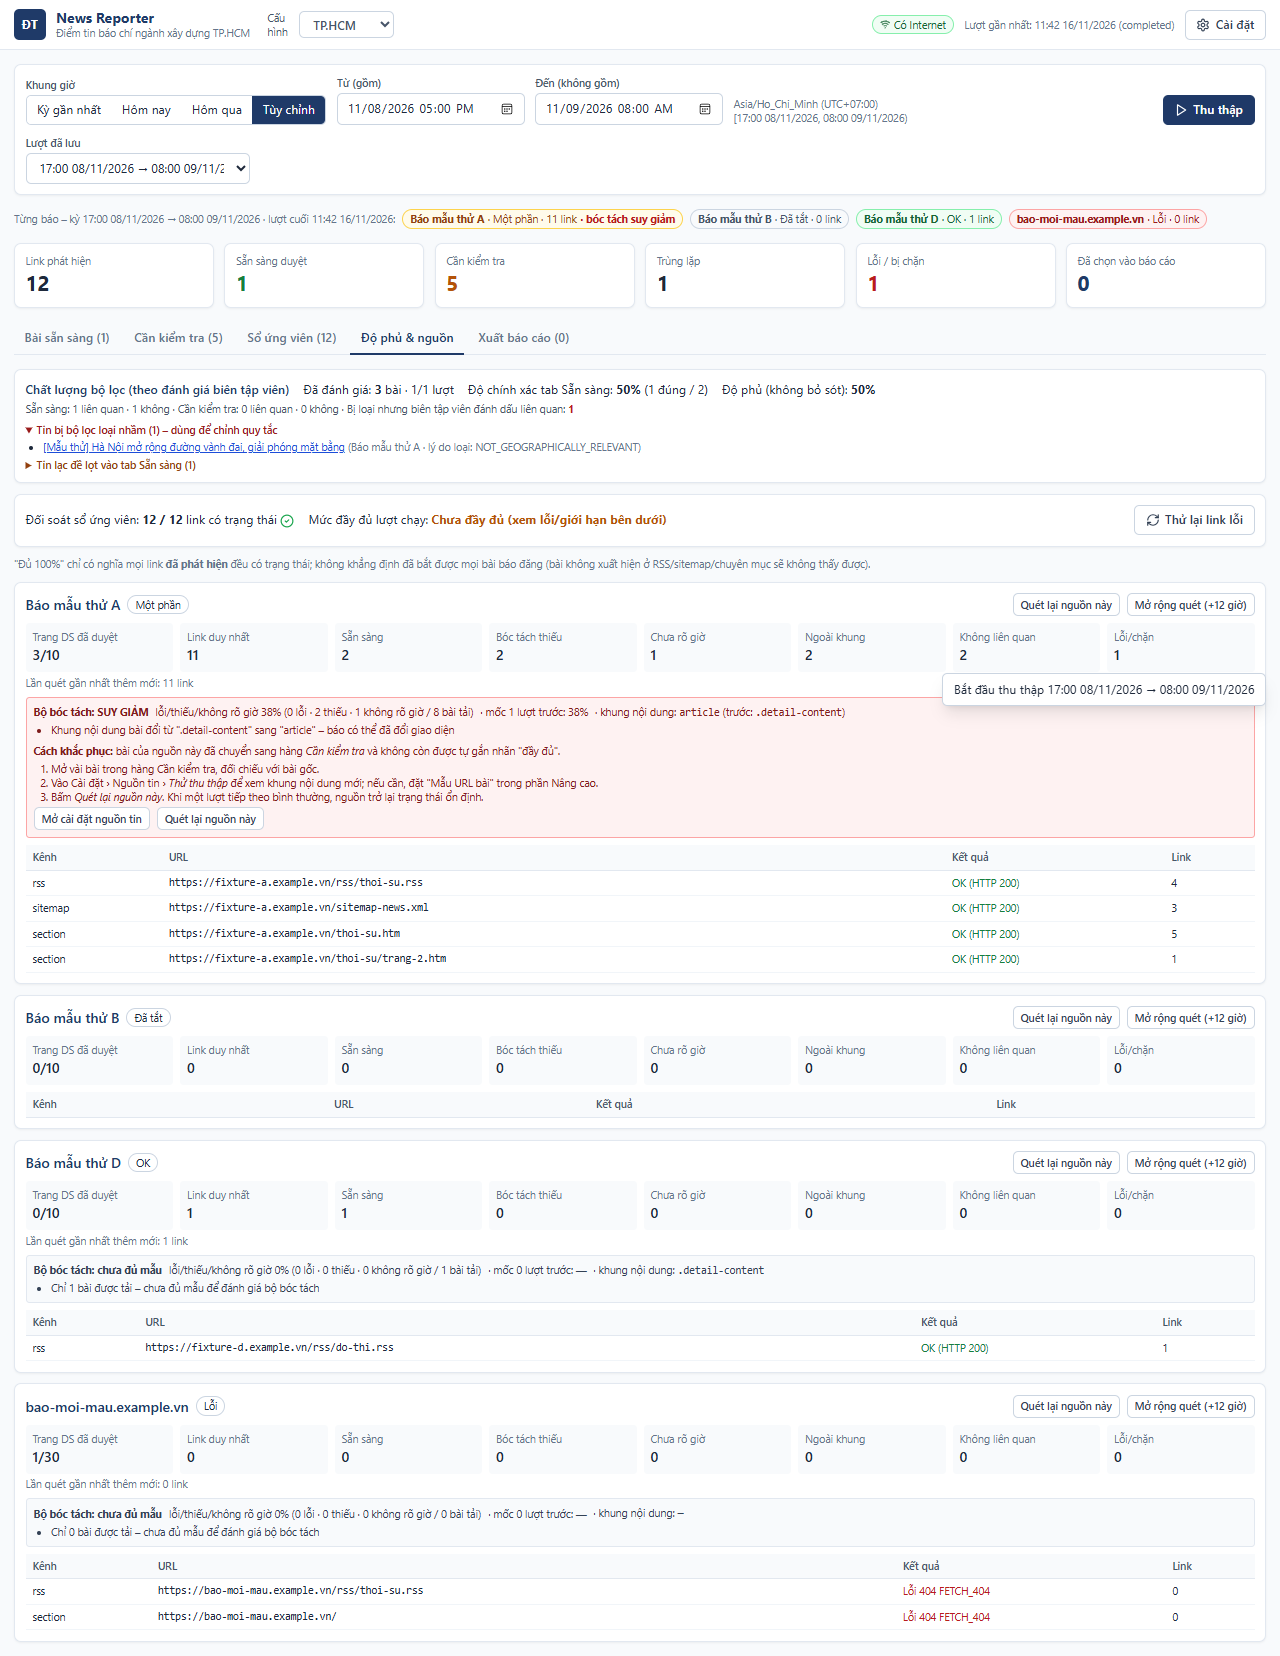 ĐT
News Reporter
Điểm tin báo chí ngành xây dựng TP.HCM
Cấu hình
TP.HCM
Có Internet
Lượt gần nhất: 11:42 16/11/2026 (completed)
Cài đặt
Khung giờ
Kỳ gần nhất Hôm nay Hôm qua Tùy chỉnh
Từ (gồm)
11/08/2026 05:00 PM
Đến (không gồm)
11/09/2026 08:00 AM
Asia/Ho_Chi_Minh (UTC+07:00)
[17:00 08/11/2026, 08:00 09/11/2026)
Thu thập
Lượt đã lưu
17:00 08/11/2026 → 08:00 09/11/2
Từng báo – kỳ 17:00 08/11/2026 → 08:00 09/11/2026 · lượt cuối 11:42 16/11/2026:
Báo mẫu thử A · Một phần · 11 link · bóc tách suy giảm
Báo mẫu thử B · Đã tắt · 0 link
Báo mẫu thử D · OK · 1 link
bao-moi-mau.example.vn · Lỗi · 0 link
Link phát hiện
12
Sẵn sàng duyệt
1
Cần kiểm tra
5
Trùng lặp
1
Lỗi / bị chặn
1
Đã chọn vào báo cáo
0
Bài sẵn sàng (1) Cần kiểm tra (5) Sổ ứng viên (12) Độ phủ & nguồn Xuất báo cáo (0)
Chất lượng bộ lọc (theo đánh giá biên tập viên) Đã đánh giá: 3 bài · 1/1 lượt Độ chính xác tab Sẵn sàng: 50% (1 đúng / 2) Độ phủ (không bỏ sót): 50%
Sẵn sàng: 1 liên quan · 1 không · Cần kiểm tra: 0 liên quan · 0 không · Bị loại nhưng biên tập viên đánh dấu liên quan: 1
▼ Tin bị bộ lọc loại nhầm (1) – dùng để chỉnh quy tắc
• [Mẫu thử] Hà Nội mở rộng đường vành đai, giải phóng mặt bằng (Báo mẫu thử A · lý do loại: NOT_GEOGRAPHICALLY_RELEVANT)
▶ Tin lạc đề lọt vào tab Sẵn sàng (1)
Đối soát sổ ứng viên: 12 / 12 link có trạng thái Mức đầy đủ lượt chạy: Chưa đầy đủ (xem lỗi/giới hạn bên dưới)
Thử lại link lỗi
"Đủ 100%" chỉ có nghĩa mọi link đã phát hiện đều có trạng thái; không khẳng định đã bắt được mọi bài báo đăng (bài không xuất hiện ở RSS/sitemap/chuyên mục sẽ không thấy được).
Báo mẫu thử A Một phần
Quét lại nguồn này Mở rộng quét (+12 giờ)
Trang DS đã duyệt Link duy nhất Sẵn sàng Bóc tách thiếu Chưa rõ giờ Ngoài khung Không liên quan Lỗi/chặn
3/10 11 2 2 1 2 2 1
Lần quét gần nhất thêm mới: 11 link
Bắt đầu thu thập 17:00 08/11/2026 → 08:00 09/11/2026
Bộ bóc tách: SUY GIẢM lỗi/thiếu/không rõ giờ 38% (0 lỗi · 2 thiếu · 1 không rõ giờ / 8 bài tải) · mốc 1 lượt trước: 38% · khung nội dung: article (trước: .detail-content)
• Khung nội dung bài đổi từ ".detail-content" sang "article" – báo có thể đã đổi giao diện
Cách khắc phục: bài của nguồn này đã chuyển sang hàng Cần kiểm tra và không còn được tự gắn nhãn "đầy đủ".
1. Mở vài bài trong hàng Cần kiểm tra, đối chiếu với bài gốc.
2. Vào Cài đặt › Nguồn tin › Thử thu thập để xem khung nội dung mới; nếu cần, đặt "Mẫu URL bài" trong phần Nâng cao.
3. Bấm Quét lại nguồn này. Khi một lượt tiếp theo bình thường, nguồn trở lại trạng thái ổn định.
Mở cài đặt nguồn tin Quét lại nguồn này
Kênh URL Kết quả Link
rss https://fixture-a.example.vn/rss/thoi-su.rss OK (HTTP 200) 4
sitemap https://fixture-a.example.vn/sitemap-news.xml OK (HTTP 200) 3
section https://fixture-a.example.vn/thoi-su.htm OK (HTTP 200) 5
section https://fixture-a.example.vn/thoi-su/trang-2.htm OK (HTTP 200) 1
Báo mẫu thử B Đã tắt
Quét lại nguồn này Mở rộng quét (+12 giờ)
Trang DS đã duyệt Link duy nhất Sẵn sàng Bóc tách thiếu Chưa rõ giờ Ngoài khung Không liên quan Lỗi/chặn
0/10 0 0 0 0 0 0 0
Kênh URL Kết quả Link
Báo mẫu thử D OK
Quét lại nguồn này Mở rộng quét (+12 giờ)
Trang DS đã duyệt Link duy nhất Sẵn sàng Bóc tách thiếu Chưa rõ giờ Ngoài khung Không liên quan Lỗi/chặn
0/10 1 1 0 0 0 0 0
Lần quét gần nhất thêm mới: 1 link
Bộ bóc tách: chưa đủ mẫu lỗi/thiếu/không rõ giờ 0% (0 lỗi · 0 thiếu · 0 không rõ giờ / 1 bài tải) · mốc 0 lượt trước: — · khung nội dung: .detail-content
• Chỉ 1 bài được tải – chưa đủ mẫu để đánh giá bộ bóc tách
Kênh URL Kết quả Link
rss https://fixture-d.example.vn/rss/do-thi.rss OK (HTTP 200) 1
bao-moi-mau.example.vn Lỗi
Quét lại nguồn này Mở rộng quét (+12 giờ)
Trang DS đã duyệt Link duy nhất Sẵn sàng Bóc tách thiếu Chưa rõ giờ Ngoài khung Không liên quan Lỗi/chặn
1/30 0 0 0 0 0 0 0
Lần quét gần nhất thêm mới: 0 link
Bộ bóc tách: chưa đủ mẫu lỗi/thiếu/không rõ giờ 0% (0 lỗi · 0 thiếu · 0 không rõ giờ / 0 bài tải) · mốc 0 lượt trước: — · khung nội dung: —
• Chỉ 0 bài được tải – chưa đủ mẫu để đánh giá bộ bóc tách
Kênh URL Kết quả Link
rss https://bao-moi-mau.example.vn/rss/thoi-su.rss Lỗi 404 FETCH_404 0
section https://bao-moi-mau.example.vn/ Lỗi 404 FETCH_404 0